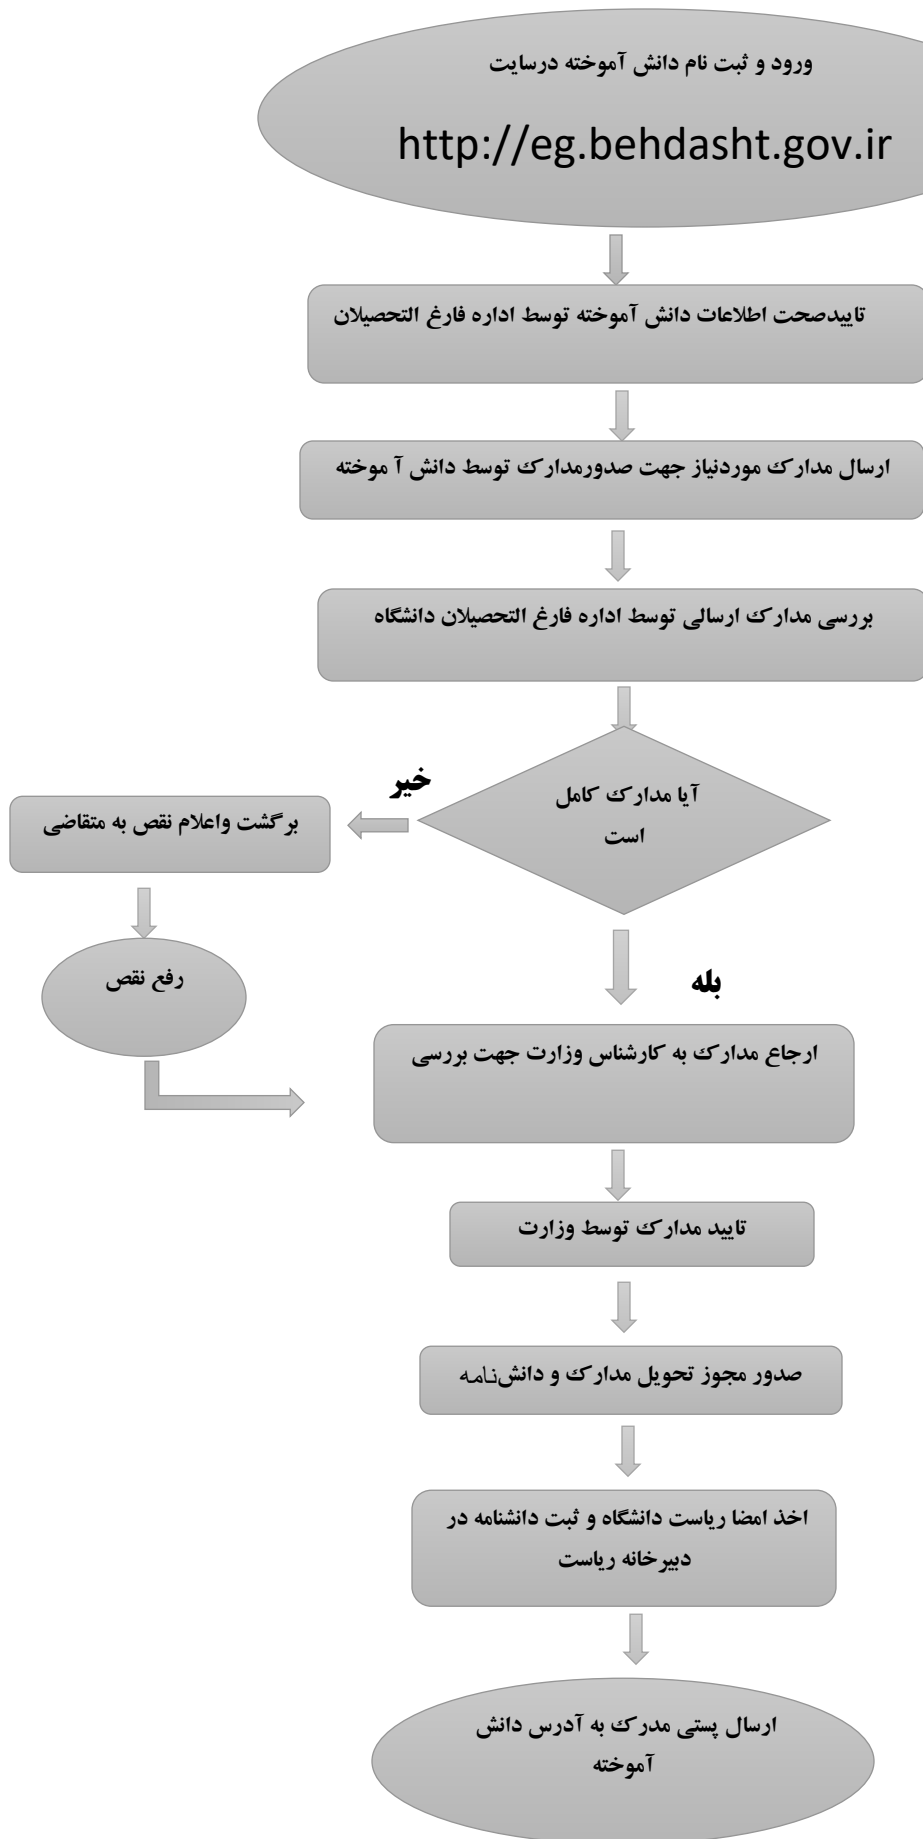 ورود و ثبت نام دانش آموخته درسایت
http://eg.behdasht.gov.ir
تاییدصحت اطلاعات دانش آموخته توسط اداره فارغ التحصیلان
ارسال مدارک موردنیاز جهت صدورمدارک توسط دانش آ موخته
بررسی مدارک ارسالی توسط اداره فارغ التحصیلان دانشگاه
آیا مدارک کامل
است
خیر
برگشت واعلام نقص به متقاضی
رفع نقص
بله
ارجاع مدارک به کارشناس وزارت جهت بررسی
تایید مدارک توسط وزارت
صدور مجوز تحویل مدارک و دانش‌نامه
اخذ امضا ریاست دانشگاه و ثبت دانشنامه در
دبیرخانه ریاست
ارسال پستی مدرک به آدرس دانش
آموخته